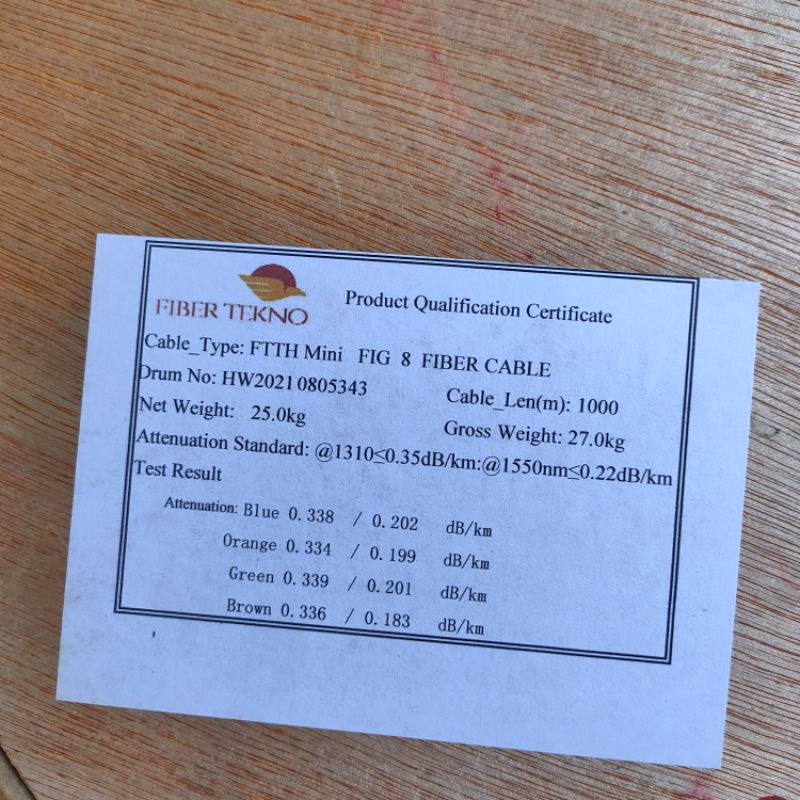 FIBER TEKNO
Product Qualification Certificate
Cable_Type: FTTH Mini FIG 8 FIBER CABLE
Drum No: HW20210805343 Cable_Len(m): 1000
Net Weight: 25.0kg Gross Weight: 27.0kg
Attenuation Standard: @1310≤0.35dB/km:@1550nm≤0.22dB/km
Test Result
Attenuation: Blue 0.338 / 0.202 dB/km
Orange 0.334 / 0.199 dB/km
Green 0.339 / 0.201 dB/km
Brown 0.336 / 0.183 dB/km